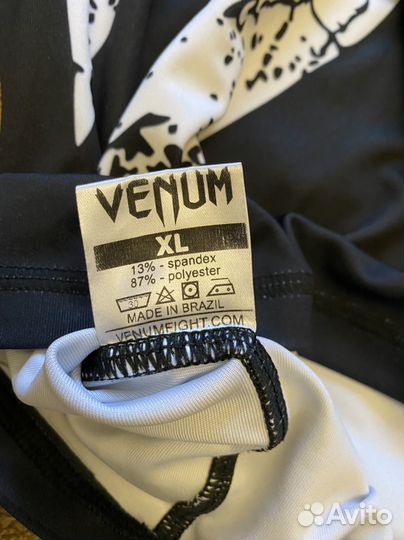 VENUM
XL
13% - spandex
87% - polyester
30
MADE IN BRAZIL
VENUMFIGHT.COM
Avito